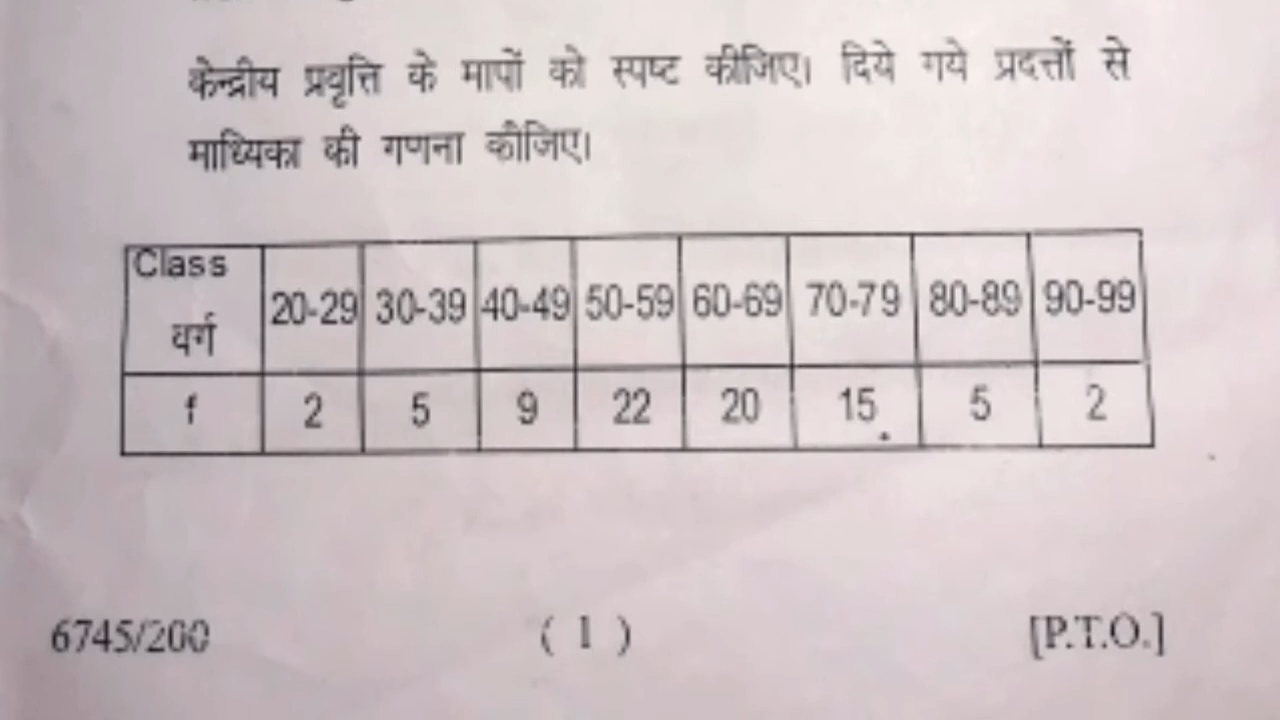 केन्द्रीय प्रवृत्ति के मापों को स्पष्ट कीजिए। दिये गये प्रदत्तों से
माध्यिका की गणना कीजिए।
Class वर्ग 20-29 30-39 40-49 50-59 60-69 70-79 80-89 90-99
f 2 5 9 22 20 15 5 2
6745/200 ( 1 ) [P.T.O.]